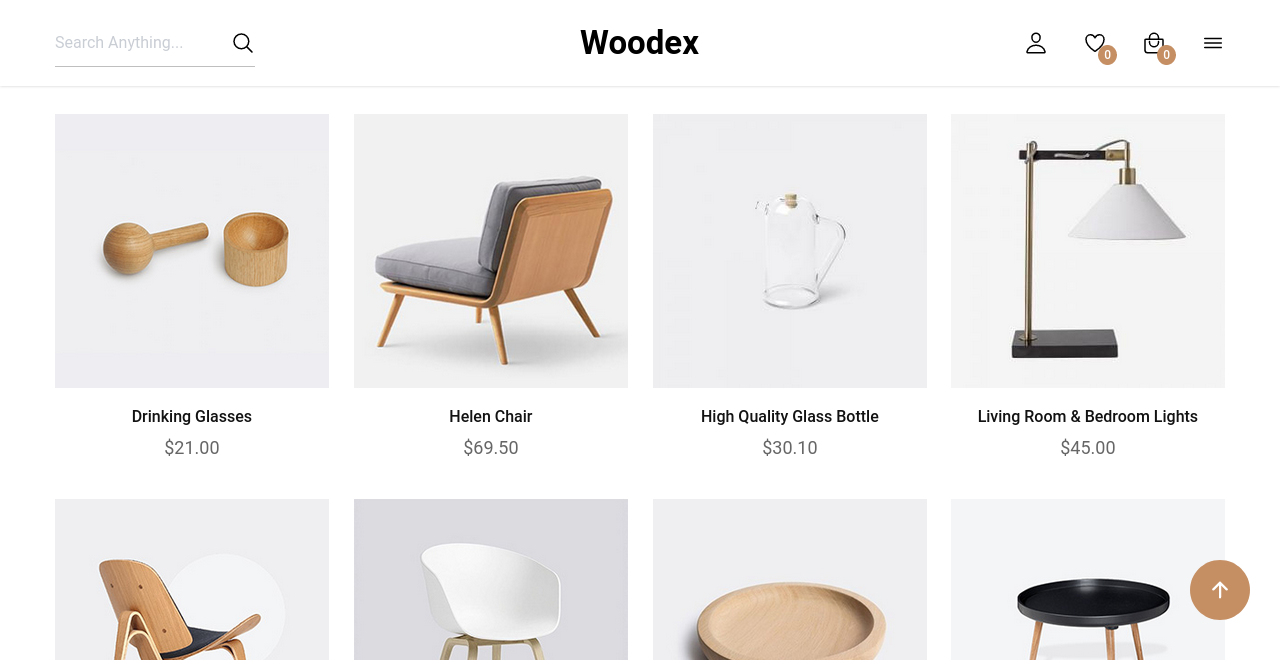 Search Anything...
Woodex
0
0
Drinking Glasses
$21.00
Helen Chair
$69.50
High Quality Glass Bottle
$30.10
Living Room & Bedroom Lights
$45.00